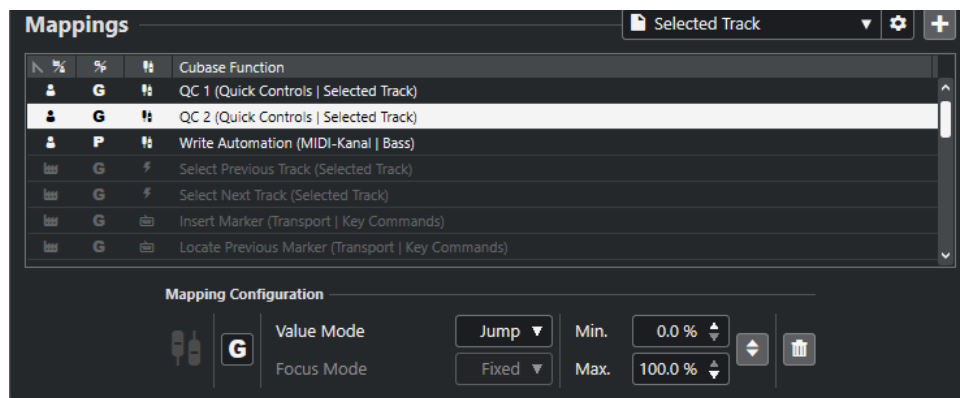 Mappings
Selected Track
Cubase Function
G QC 1 (Quick Controls | Selected Track)
G QC 2 (Quick Controls | Selected Track)
P Write Automation (MIDI-Kanal | Bass)
G Select Previous Track (Selected Track)
G Select Next Track (Selected Track)
G Insert Marker (Transport | Key Commands)
G Locate Previous Marker (Transport | Key Commands)
Mapping Configuration
G
Value Mode Jump Min. 0.0 %
Focus Mode Fixed Max. 100.0 %